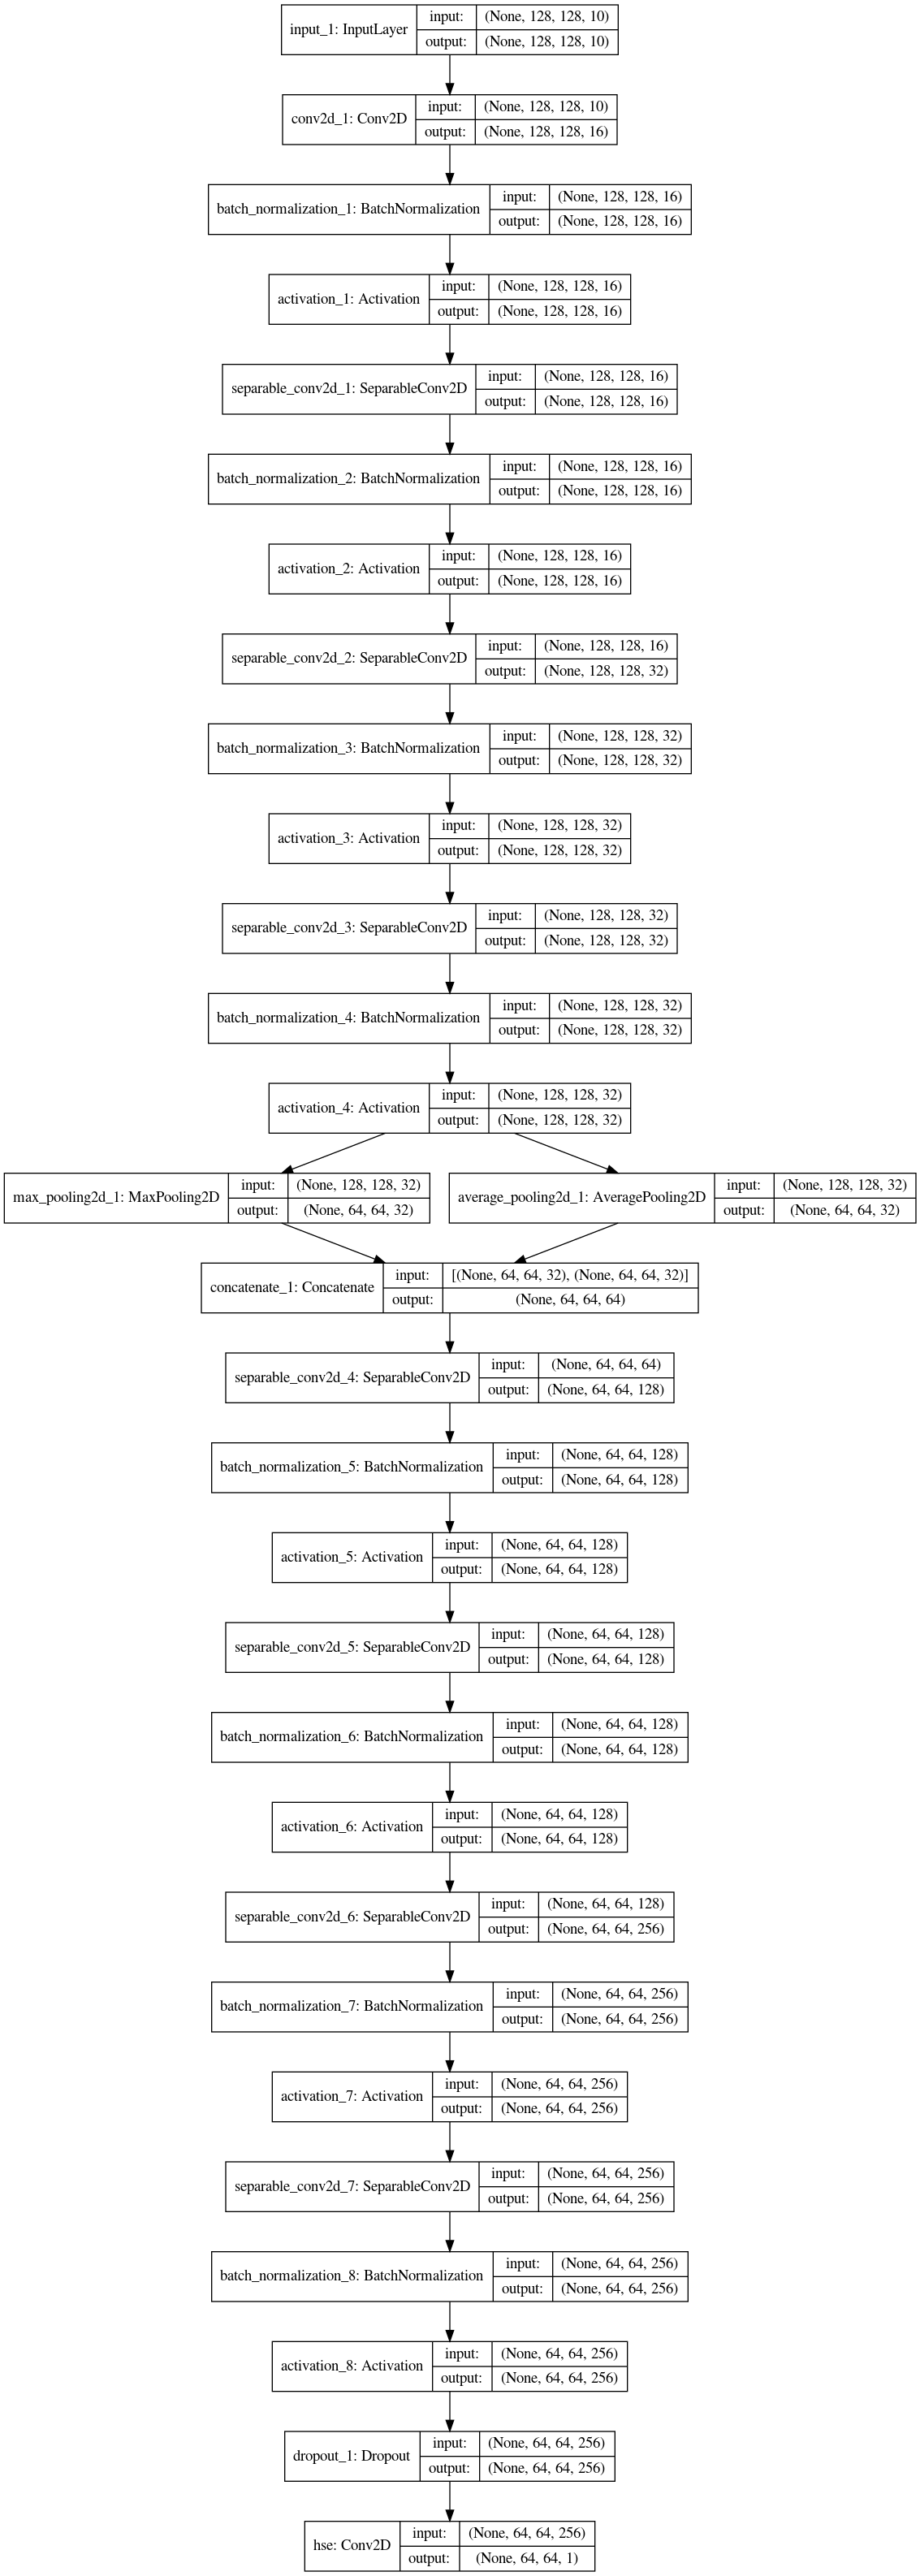 input_1: InputLayer
input: (None, 128, 128, 10)
output: (None, 128, 128, 10)
conv2d_1: Conv2D
input: (None, 128, 128, 10)
output: (None, 128, 128, 16)
batch_normalization_1: BatchNormalization
input: (None, 128, 128, 16)
output: (None, 128, 128, 16)
activation_1: Activation
input: (None, 128, 128, 16)
output: (None, 128, 128, 16)
separable_conv2d_1: SeparableConv2D
input: (None, 128, 128, 16)
output: (None, 128, 128, 16)
batch_normalization_2: BatchNormalization
input: (None, 128, 128, 16)
output: (None, 128, 128, 16)
activation_2: Activation
input: (None, 128, 128, 16)
output: (None, 128, 128, 16)
separable_conv2d_2: SeparableConv2D
input: (None, 128, 128, 16)
output: (None, 128, 128, 32)
batch_normalization_3: BatchNormalization
input: (None, 128, 128, 32)
output: (None, 128, 128, 32)
activation_3: Activation
input: (None, 128, 128, 32)
output: (None, 128, 128, 32)
separable_conv2d_3: SeparableConv2D
input: (None, 128, 128, 32)
output: (None, 128, 128, 32)
batch_normalization_4: BatchNormalization
input: (None, 128, 128, 32)
output: (None, 128, 128, 32)
activation_4: Activation
input: (None, 128, 128, 32)
output: (None, 128, 128, 32)
max_pooling2d_1: MaxPooling2D
input: (None, 128, 128, 32)
output: (None, 64, 64, 32)
average_pooling2d_1: AveragePooling2D
input: (None, 128, 128, 32)
output: (None, 64, 64, 32)
concatenate_1: Concatenate
input: [(None, 64, 64, 32), (None, 64, 64, 32)]
output: (None, 64, 64, 64)
separable_conv2d_4: SeparableConv2D
input: (None, 64, 64, 64)
output: (None, 64, 64, 128)
batch_normalization_5: BatchNormalization
input: (None, 64, 64, 128)
output: (None, 64, 64, 128)
activation_5: Activation
input: (None, 64, 64, 128)
output: (None, 64, 64, 128)
separable_conv2d_5: SeparableConv2D
input: (None, 64, 64, 128)
output: (None, 64, 64, 128)
batch_normalization_6: BatchNormalization
input: (None, 64, 64, 128)
output: (None, 64, 64, 128)
activation_6: Activation
input: (None, 64, 64, 128)
output: (None, 64, 64, 128)
separable_conv2d_6: SeparableConv2D
input: (None, 64, 64, 128)
output: (None, 64, 64, 256)
batch_normalization_7: BatchNormalization
input: (None, 64, 64, 256)
output: (None, 64, 64, 256)
activation_7: Activation
input: (None, 64, 64, 256)
output: (None, 64, 64, 256)
separable_conv2d_7: SeparableConv2D
input: (None, 64, 64, 256)
output: (None, 64, 64, 256)
batch_normalization_8: BatchNormalization
input: (None, 64, 64, 256)
output: (None, 64, 64, 256)
activation_8: Activation
input: (None, 64, 64, 256)
output: (None, 64, 64, 256)
dropout_1: Dropout
input: (None, 64, 64, 256)
output: (None, 64, 64, 256)
hse: Conv2D
input: (None, 64, 64, 256)
output: (None, 64, 64, 1)